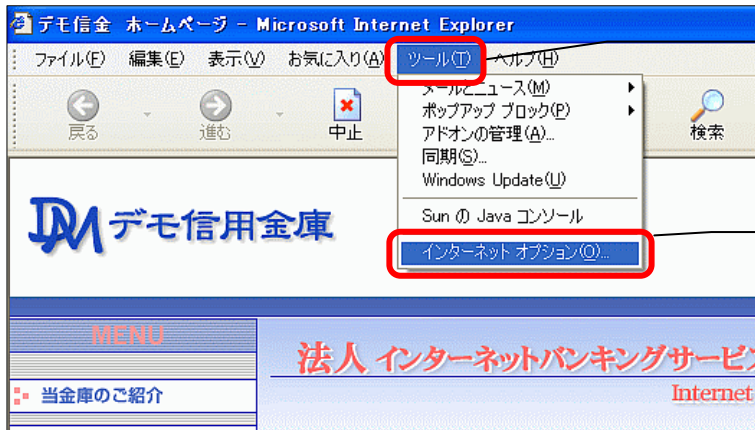 デモ信金 ホームページ - Microsoft Internet Explorer
ファイル(F) 編集(E) 表示(V) お気に入り(A) ツール(T) ヘルプ(H)
戻る 進む 中止 検索
メールとニュース(M)
ポップアップ ブロック(P)
アドオンの管理(A)...
同期(S)...
Windows Update(U)
Sun の Java コンソール
インターネット オプション(O)...
DM デモ信用金庫
MENU
法人 インターネットバンキングサービス
Internet
当金庫のご紹介